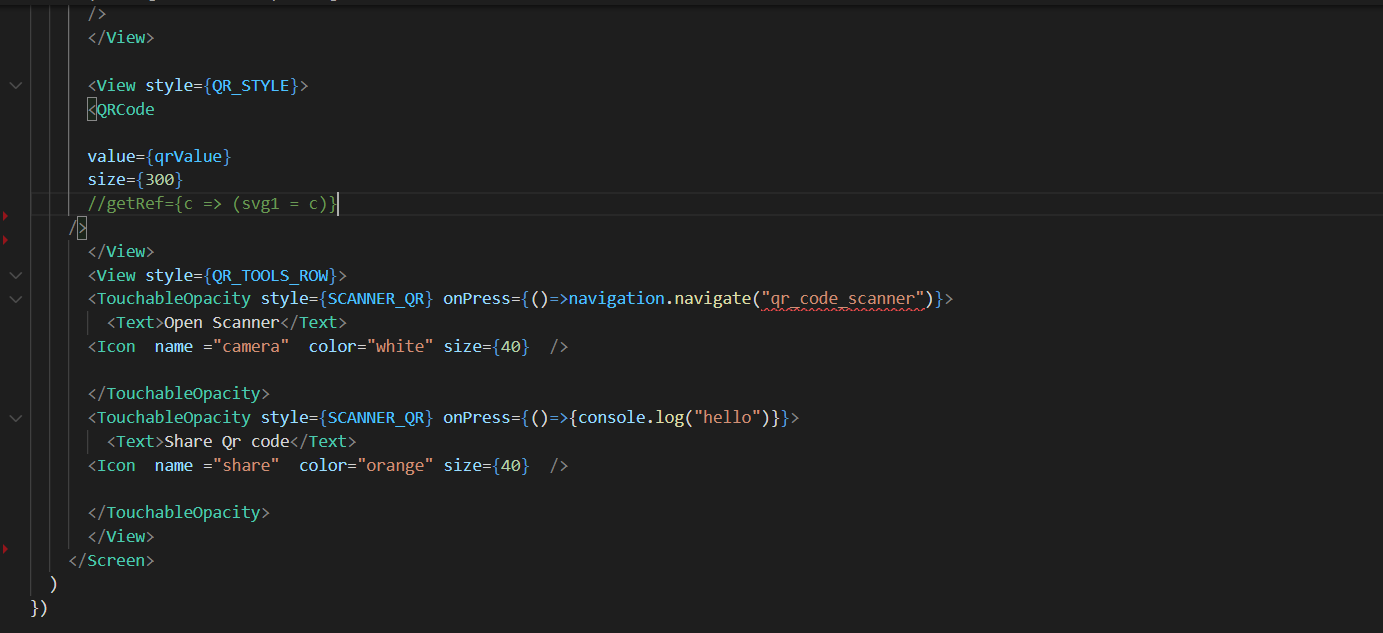 />
</View>
<View style={QR_STYLE}>
<QRCode
value={qrValue}
size={300}
//getRef={c => (svg1 = c)}
/>
</View>
<View style={QR_TOOLS_ROW}>
<TouchableOpacity style={SCANNER_QR} onPress={()=>navigation.navigate("qr_code_scanner")}>
<Text>Open Scanner</Text>
<Icon  name ="camera"  color="white" size={40}  />
</TouchableOpacity>
<TouchableOpacity style={SCANNER_QR} onPress={()=>{console.log("hello")}}>
<Text>Share Qr code</Text>
<Icon  name ="share"  color="orange" size={40}  />
</TouchableOpacity>
</View>
</Screen>
)
})